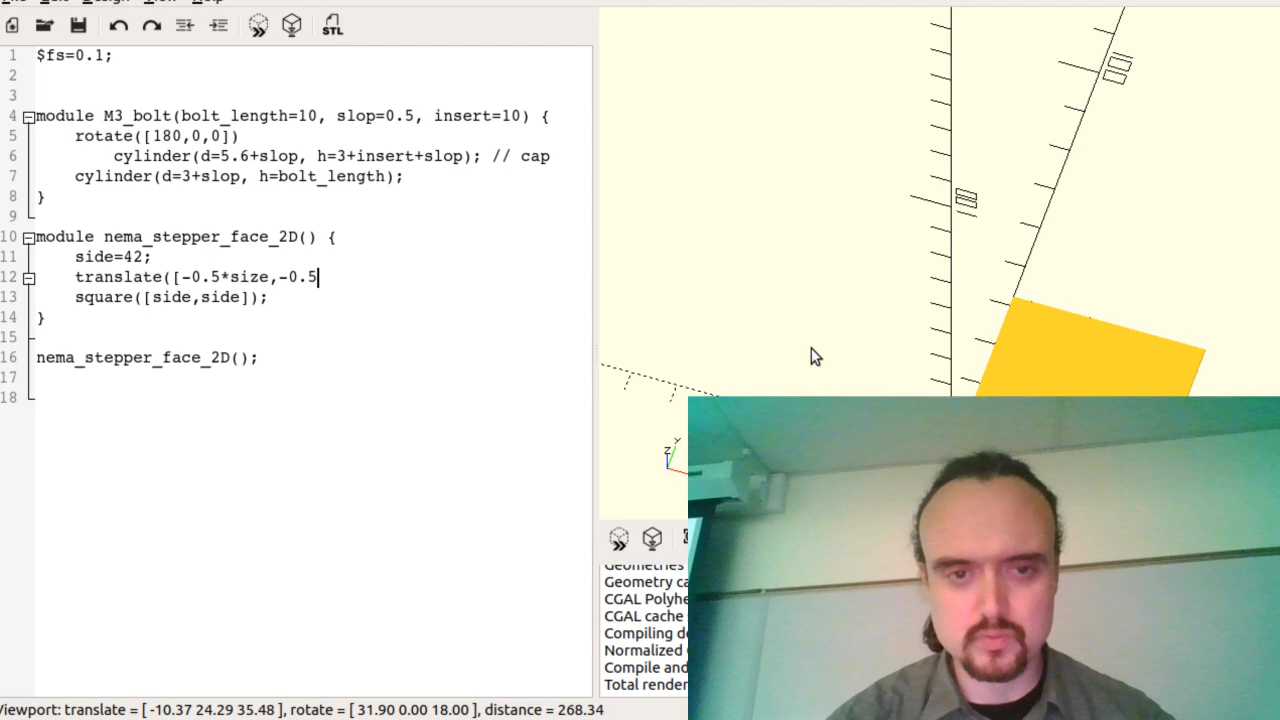 STL
1 $fs=0.1;
2
3
4 module M3_bolt(bolt_length=10, slop=0.5, insert=10) {
5 rotate([180,0,0])
6 cylinder(d=5.6+slop, h=3+insert+slop); // cap
7 cylinder(d=3+slop, h=bolt_length);
8 }
9
10 module nema_stepper_face_2D() {
11 side=42;
12 translate([-0.5*size,-0.5
13 square([side,side]);
14 }
15
16 nema_stepper_face_2D();
17
18
Z
Y
Geometries
Geometry ca
CGAL Polyhe
CGAL cache
Compiling de
Normalized
Compile and
Total render
Viewport: translate = [ -10.37 24.29 35.48 ], rotate = [ 31.90 0.00 18.00 ], distance = 268.34